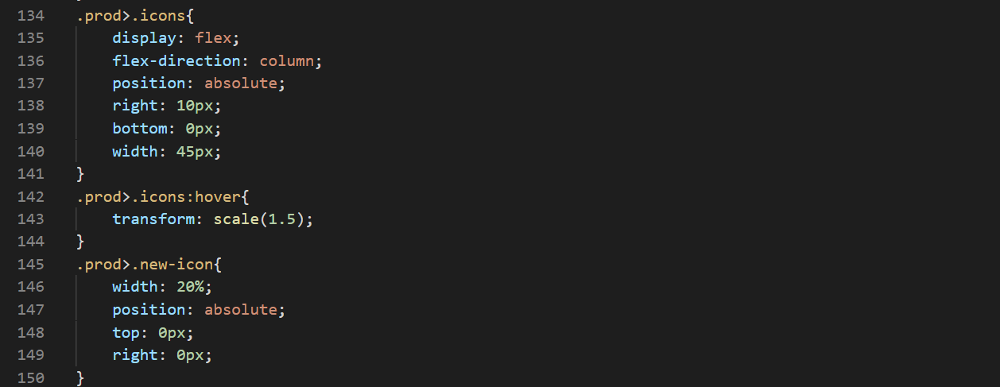 134 .prod>.icons{
135 display: flex;
136 flex-direction: column;
137 position: absolute;
138 right: 10px;
139 bottom: 0px;
140 width: 45px;
141 }
142 .prod>.icons:hover{
143 transform: scale(1.5);
144 }
145 .prod>.new-icon{
146 width: 20%;
147 position: absolute;
148 top: 0px;
149 right: 0px;
150 }